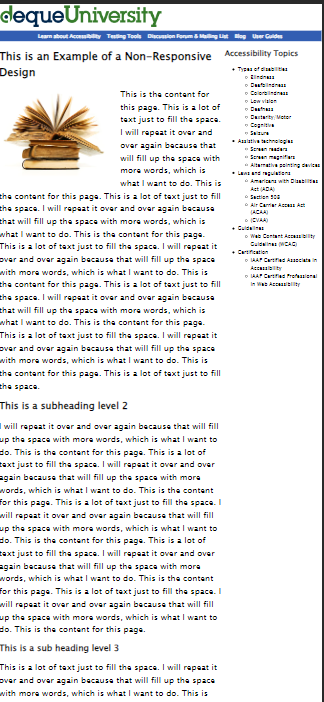 dequeUniversity
Learn about Accessibility Testing Tools Discussion Forum & Mailing List Blog User Guides
This is an Example of a Non-Responsive
Design
This is the content for
this page. This is a lot of
text just to fill the space.
I will repeat it over and
over again because that
will fill up the space with
more words, which is
what I want to do. This is
the content for this page. This is a lot of text just to fill
the space. I will repeat it over and over again because
that will fill up the space with more words, which is
what I want to do. This is the content for this page.
This is a lot of text just to fill the space. I will repeat it
over and over again because that will fill up the space
with more words, which is what I want to do. This is
the content for this page. This is a lot of text just to fill
the space. I will repeat it over and over again because
that will fill up the space with more words, which is
what I want to do. This is the content for this page.
This is a lot of text just to fill the space. I will repeat it
over and over again because that will fill up the space
with more words, which is what I want to do. This is
the content for this page. This is a lot of text just to fill
the space.
This is a subheading level 2
I will repeat it over and over again because that will fill
up the space with more words, which is what I want to
do. This is the content for this page. This is a lot of
text just to fill the space. I will repeat it over and over
again because that will fill up the space with more
words, which is what I want to do. This is the content
for this page. This is a lot of text just to fill the space. I
will repeat it over and over again because that will fill
up the space with more words, which is what I want to
do. This is the content for this page. This is a lot of
text just to fill the space. I will repeat it over and over
again because that will fill up the space with more
words, which is what I want to do. This is the content
for this page. This is a lot of text just to fill the space. I
will repeat it over and over again because that will fill
up the space with more words, which is what I want to
do. This is the content for this page.
This is a sub heading level 3
This is a lot of text just to fill the space. I will repeat it
over and over again because that will fill up the space
with more words, which is what I want to do. This is
Accessibility Topics
Types of disabilities
Blindness
Deafblindness
Colorblindness
Low vision
Deafness
Dexterity/Motor
Cognitive
Seizure
Assistive technologies
Screen readers
Screen magnifiers
Alternative pointing devices
Laws and regulations
Americans with Disabilities
Act (ADA)
Section 508
Air Carrier Access Act
(ACAA)
(CVAA)
Guidelines
Web Content Accessibility
Guidelines (WCAG)
Certification
IAAP Certified Associate in
Accessibility
IAAP Certified Professional
in Web Accessibility